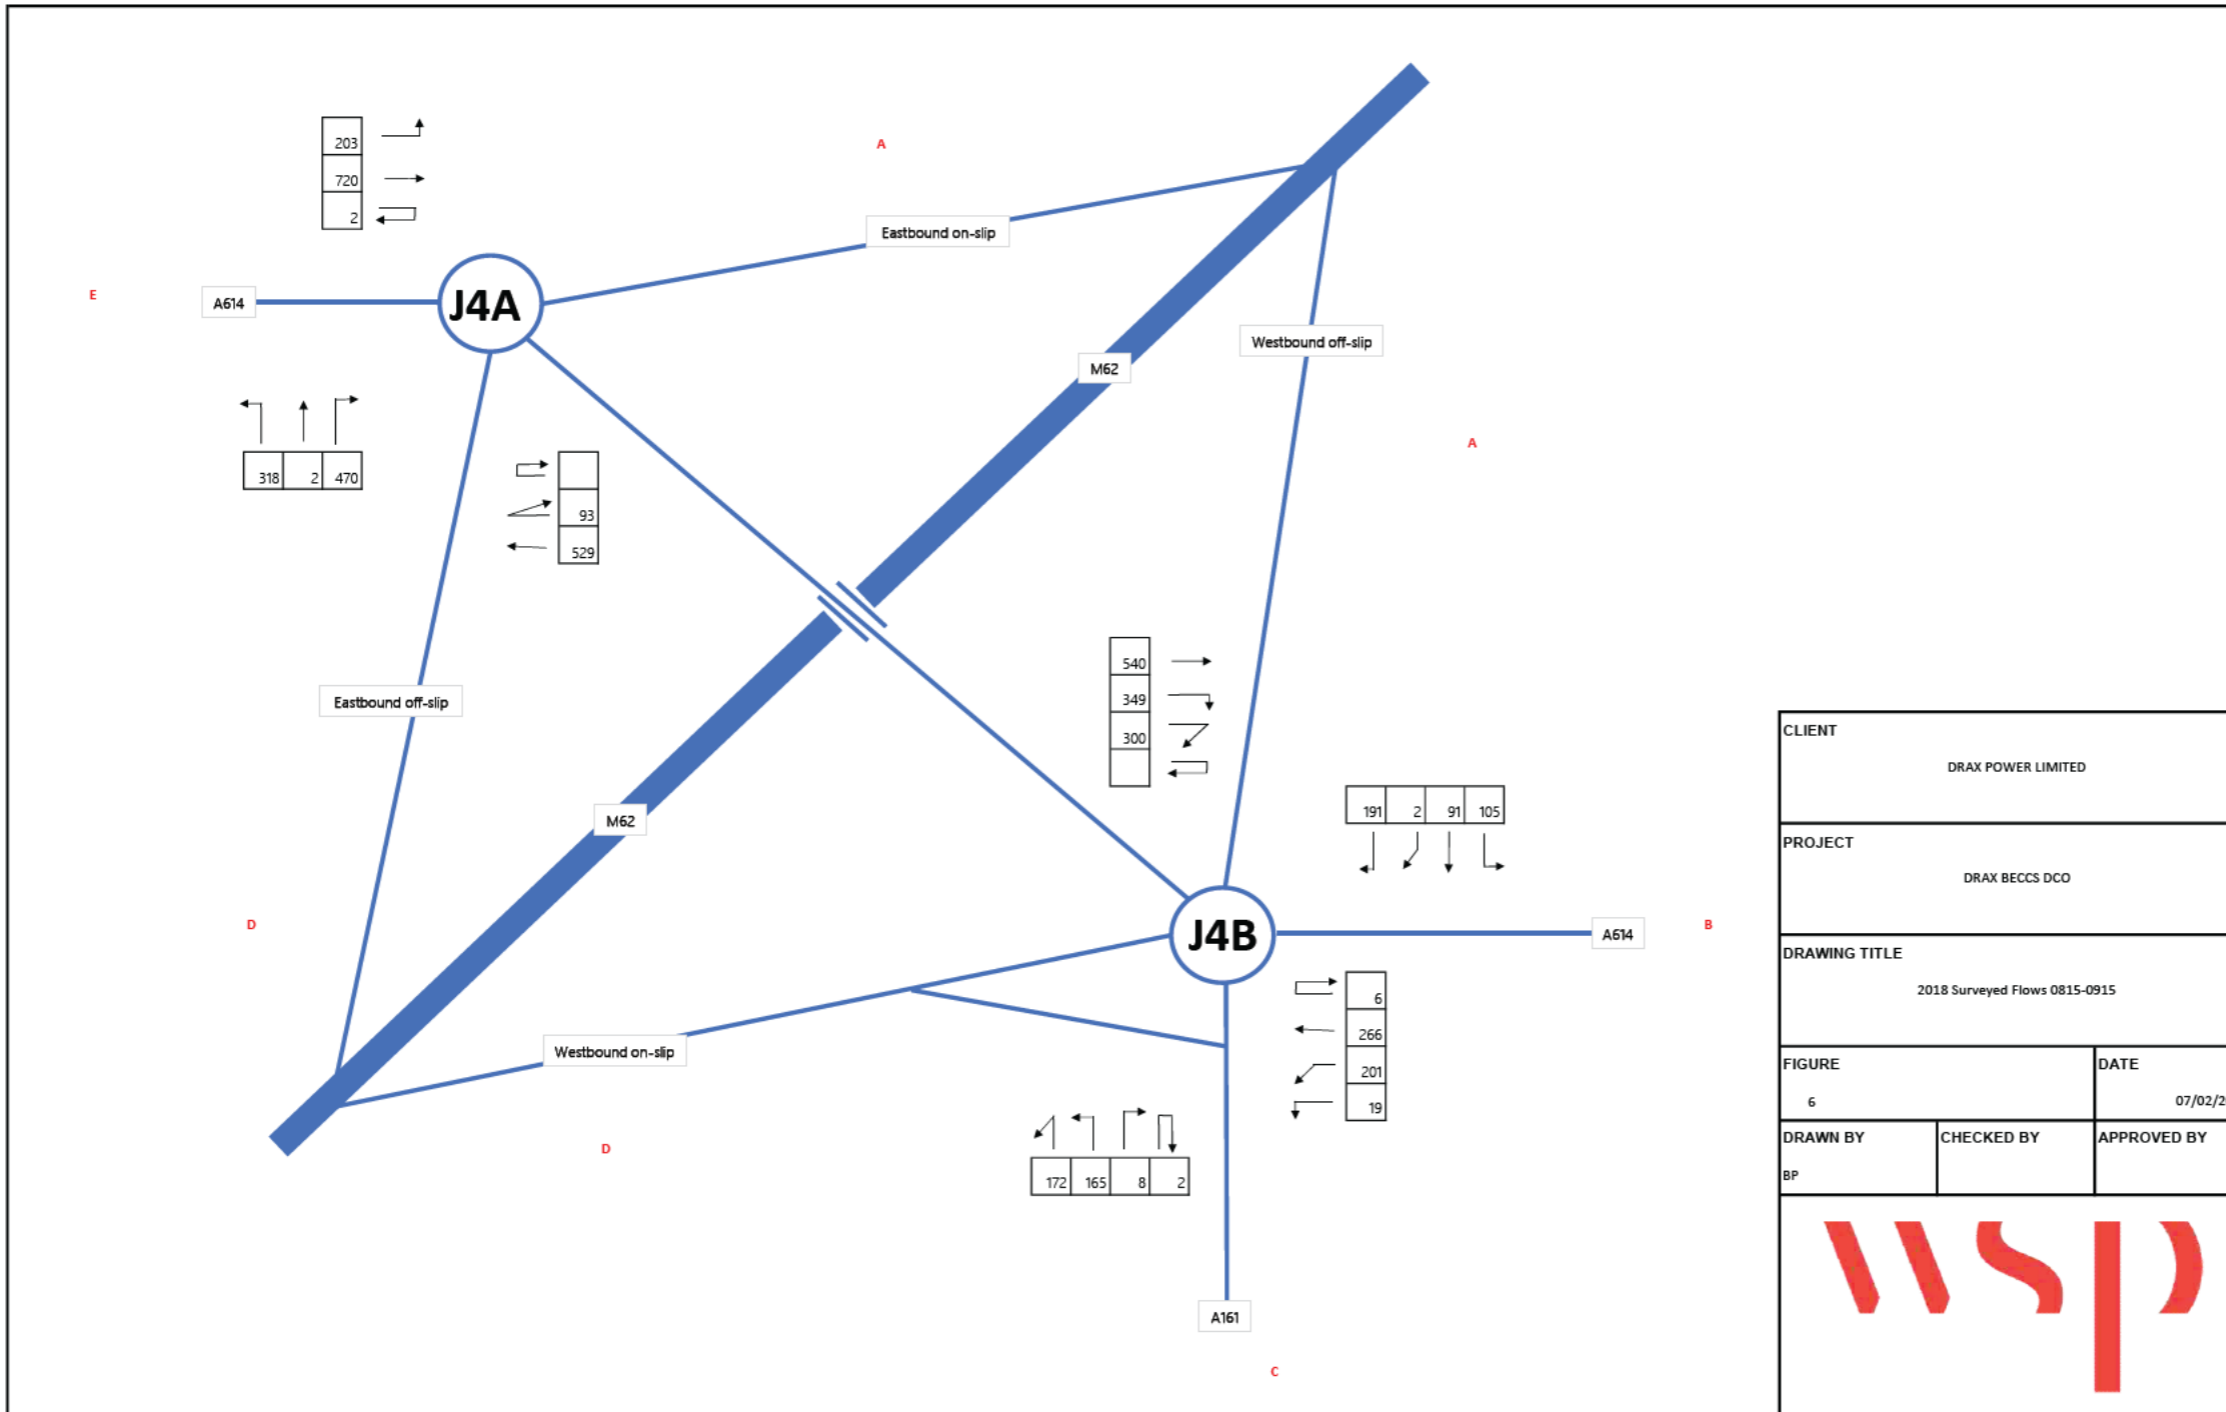 A
203
720
2
Eastbound on-slip
E
A614
J4A
Westbound off-slip
M62
A
318 2 470
93
529
540
349
300
Eastbound off-slip
M62
191 2 91 105
D
J4B
A614
B
6
266
201
19
Westbound on-slip
D
172 165 8 2
A161
C
CLIENT
DRAX POWER LIMITED
PROJECT
DRAX BECCS DCO
DRAWING TITLE
2018 Surveyed Flows 0815-0915
FIGURE DATE
6 07/02/2
DRAWN BY CHECKED BY APPROVED BY
BP
wsp